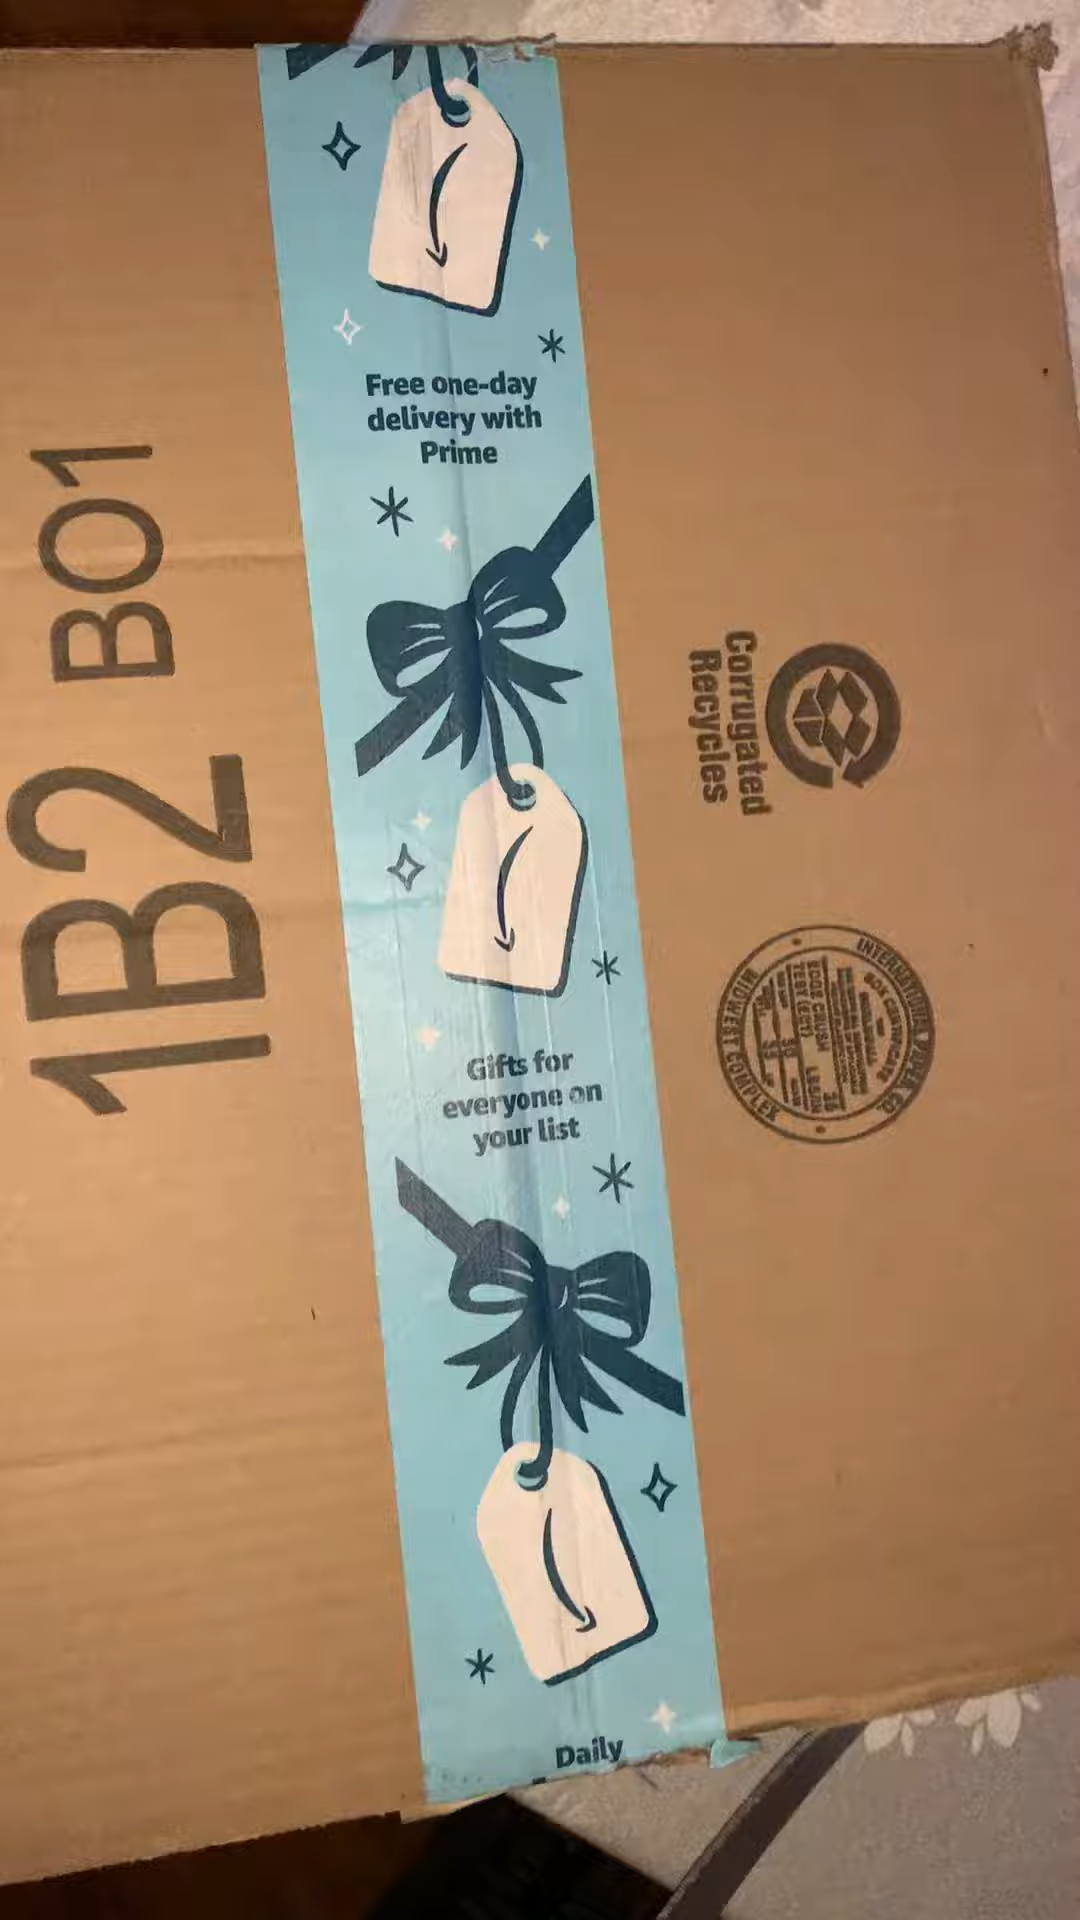 Free one-day
delivery with
Prime
Gifts for
everyone on
your list
Daily
1B2 B01
Corrugated
Recycles
INTERNATIONAL PAPER CO.
BOX CERTIFICATE
EDGE CRUSH
TEST (ECT)
MIDWEST COMPLEX